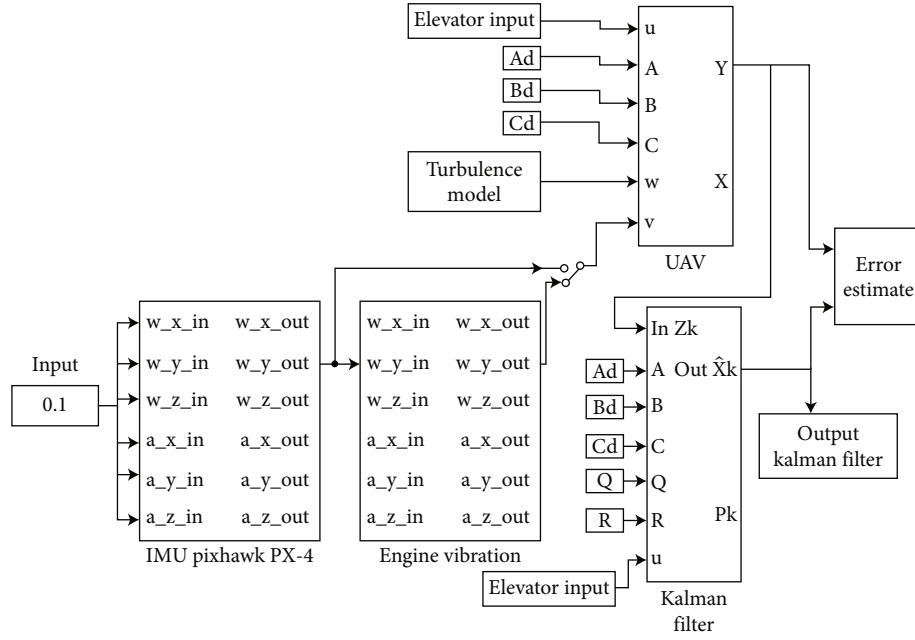 Elevator input
Ad
Bd
Cd
Turbulence model
u
A
B
C
w
v
Y
X
UAV
Error estimate
Input
0.1
w_x_in w_x_out
w_y_in w_y_out
w_z_in w_z_out
a_x_in a_x_out
a_y_in a_y_out
a_z_in a_z_out
IMU pixhawk PX-4
w_x_in w_x_out
w_y_in w_y_out
w_z_in w_z_out
a_x_in a_x_out
a_y_in a_y_out
a_z_in a_z_out
Engine vibration
Ad
Bd
Cd
Q
R
Elevator input
In Zk
A
B
C
Q
R
u
Out X̂k
Pk
Kalman filter
Output kalman filter